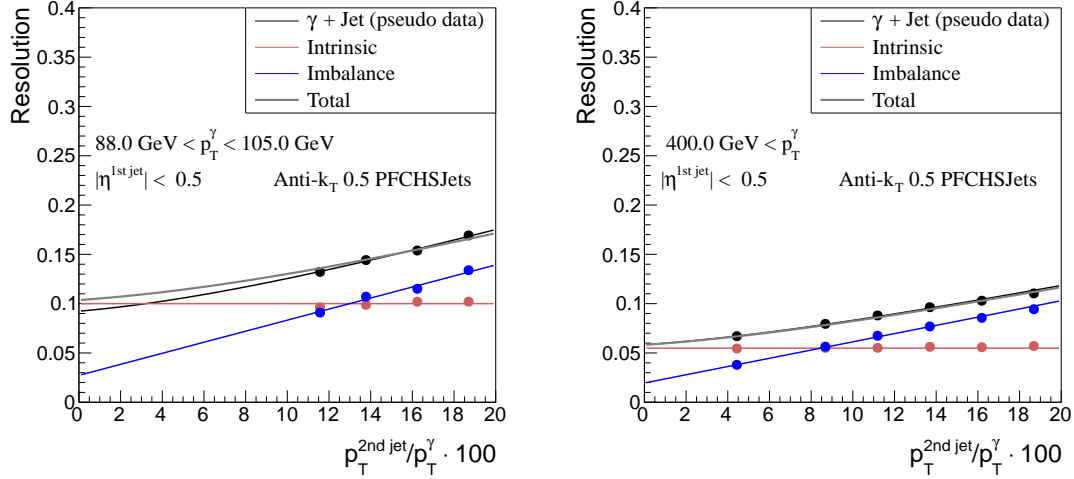 Resolution
0.4
0.35
0.3
0.25
0.2
0.15
0.1
0.05
0
γ + Jet (pseudo data)
Intrinsic
Imbalance
Total
88.0 GeV < p_T^γ < 105.0 GeV
|η^{1st jet}| < 0.5 Anti-k_T 0.5 PFCHSJets
0 2 4 6 8 10 12 14 16 18 20
p_T^{2nd jet}/p_T^γ · 100
Resolution
0.4
0.35
0.3
0.25
0.2
0.15
0.1
0.05
0
γ + Jet (pseudo data)
Intrinsic
Imbalance
Total
400.0 GeV < p_T^γ
|η^{1st jet}| < 0.5 Anti-k_T 0.5 PFCHSJets
0 2 4 6 8 10 12 14 16 18 20
p_T^{2nd jet}/p_T^γ · 100